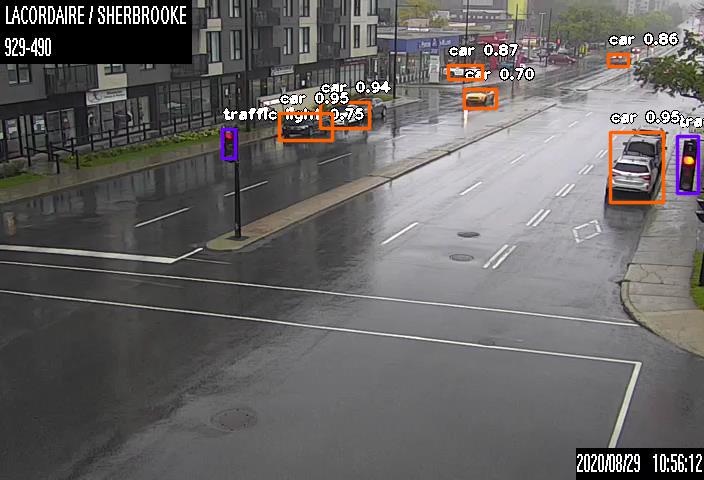 LACORDAIRE / SHERBROOKE
929-490
car 0.86
car 0.87
car 0.70
car 0.94
car 0.95
traffic light 0.75
car 0.95
tra
2020/08/29 10:56:12